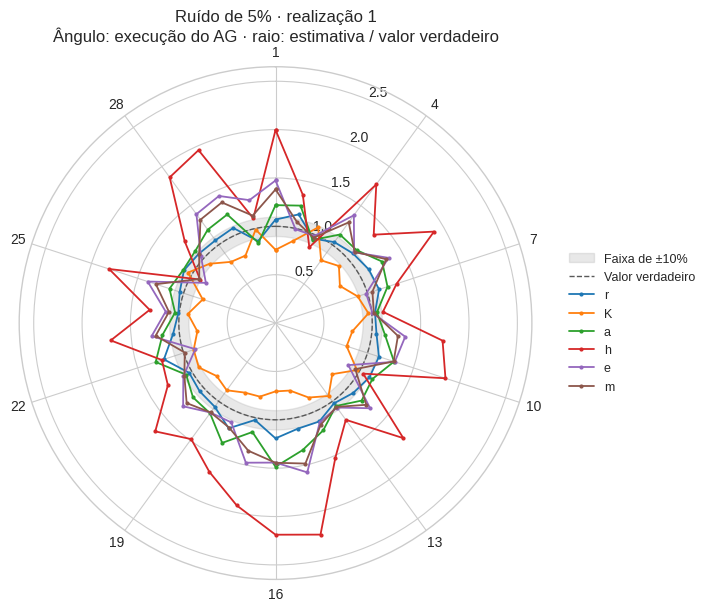 Ruído de 5% · realização 1
Ângulo: execução do AG · raio: estimativa / valor verdadeiro
1
28
4
2.5
2.0
1.5
1.0
0.5
25
7
22
10
19
13
16
Faixa de ±10%
Valor verdadeiro
r
K
a
h
e
m